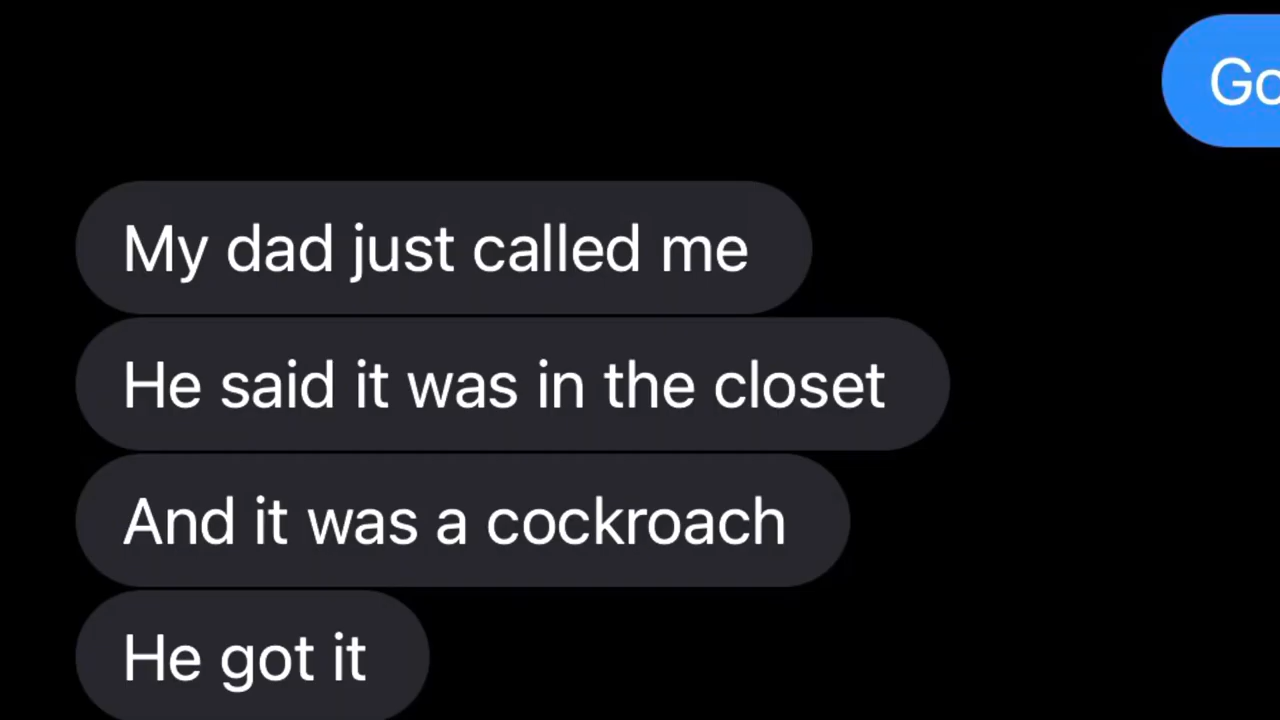 My dad just called me
He said it was in the closet
And it was a cockroach
He got it